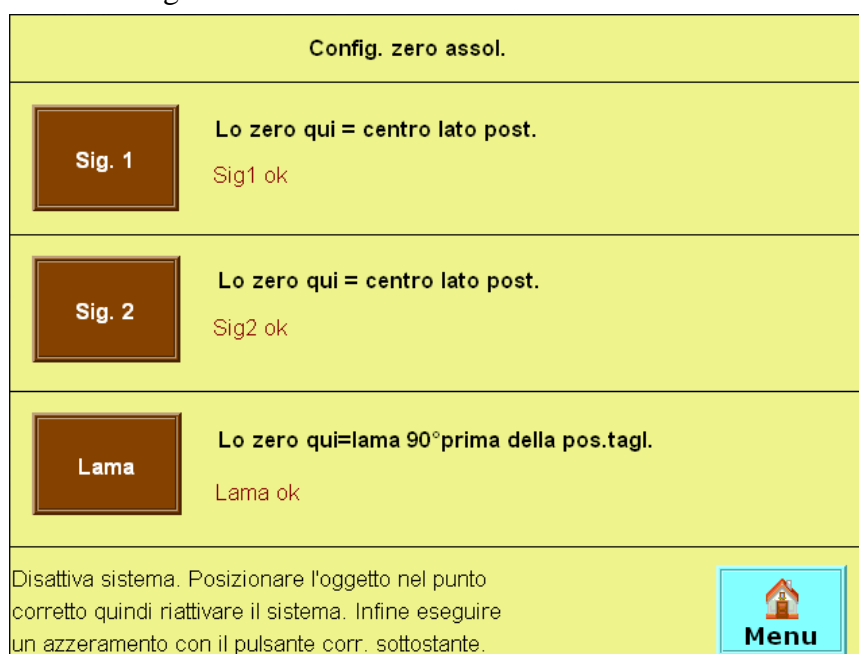 Config. zero assol.
Sig. 1
Lo zero qui = centro lato post.
Sig1 ok
Sig. 2
Lo zero qui = centro lato post.
Sig2 ok
Lama
Lo zero qui=lama 90°prima della pos.tagl.
Lama ok
Disattiva sistema. Posizionare l'oggetto nel punto
corretto quindi riattivare il sistema. Infine eseguire
un azzeramento con il pulsante corr. sottostante.
Menu